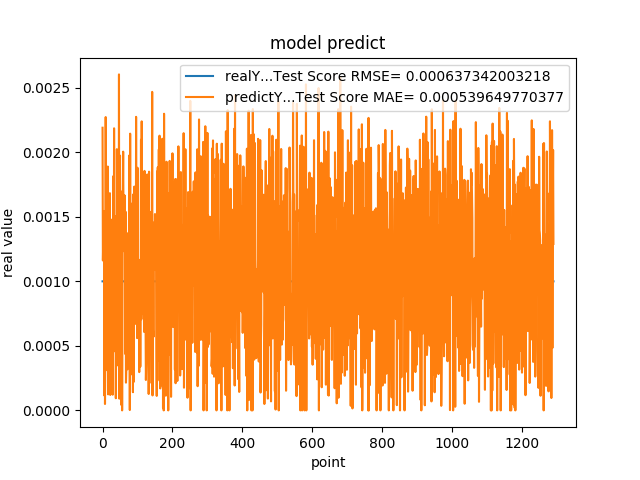 model predict
realY...Test Score RMSE= 0.000637342003218
predictY...Test Score MAE= 0.000539649770377
0.0025
0.0020
0.0015
0.0010
0.0005
0.0000
real value
0 200 400 600 800 1000 1200
point